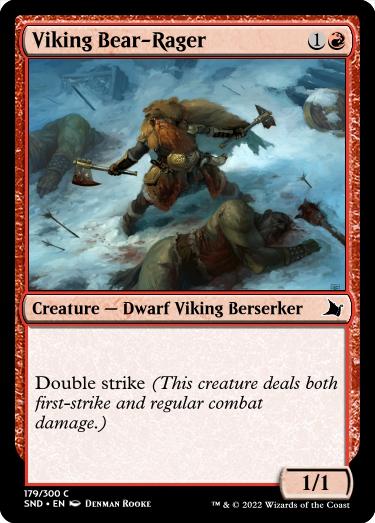 Viking Bear-Rager 1
Creature — Dwarf Viking Berserker
Double strike (This creature deals both
first-strike and regular combat
damage.)
1/1
179/300 C
SND • EN Denman Rooke
™ & © 2022 Wizards of the Coast